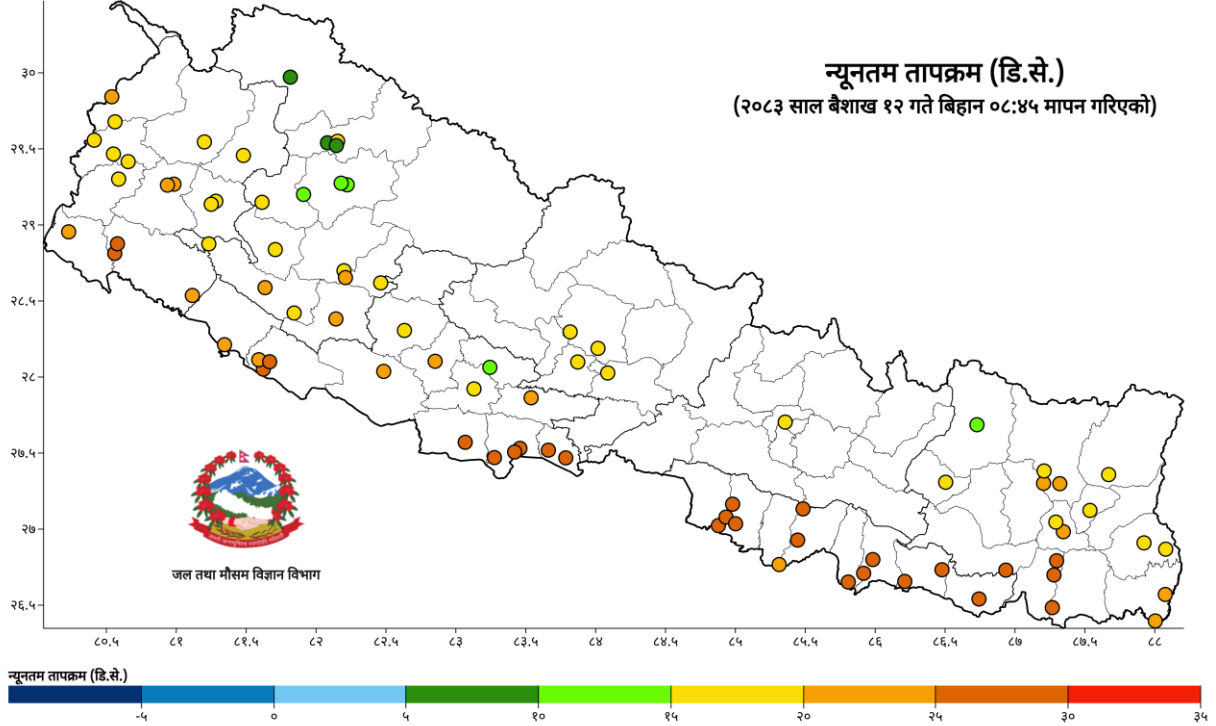 न्यूनतम तापक्रम (डि.से.)
(२०८३ साल बैशाख १२ गते बिहान ०८:४५ मापन गरिएको)
३०
२९.५
२९
२८.५
२८
२७.५
२७
२६.५
जल तथा मौसम विज्ञान विभाग
८०.५ ८१ ८१.५ ८२ ८२.५ ८३ ८३.५ ८४ ८४.५ ८५ ८५.५ ८६ ८६.५ ८७ ८७.५ ८८
न्यूनतम तापक्रम (डि.से.)
-५ ० ५ १० १५ २० २५ ३० ३५